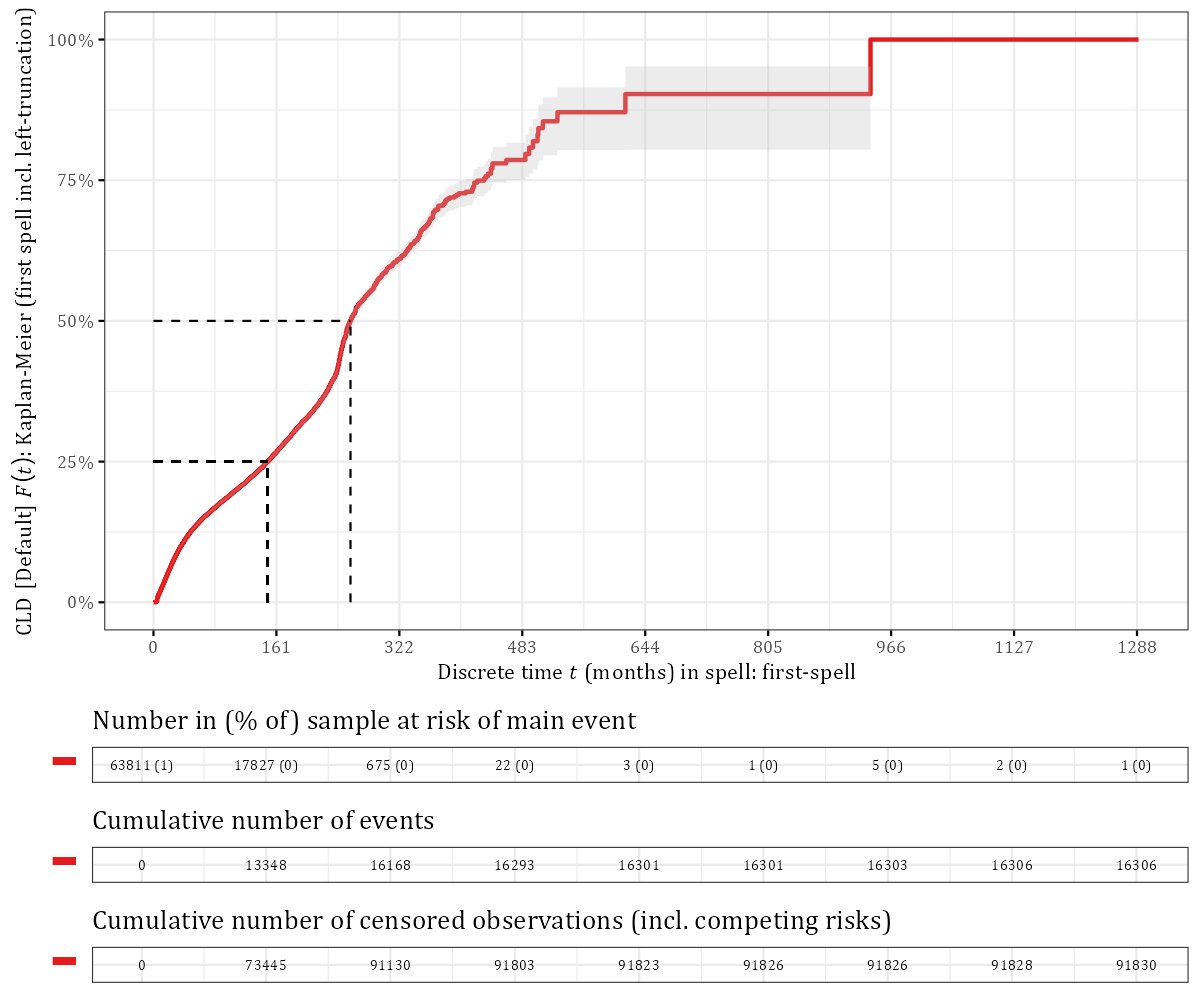 CLD [Default] F(t): Kaplan-Meier (first spell incl. left-truncation)
100%
75%
50%
25%
0%
0 161 322 483 644 805 966 1127 1288
Discrete time t (months) in spell: first-spell
Number in (% of) sample at risk of main event
63811 (1) 17827 (0) 675 (0) 22 (0) 3 (0) 1 (0) 5 (0) 2 (0) 1 (0)
Cumulative number of events
0 13348 16168 16293 16301 16301 16303 16306 16306
Cumulative number of censored observations (incl. competing risks)
0 73445 91130 91803 91823 91826 91826 91828 91830